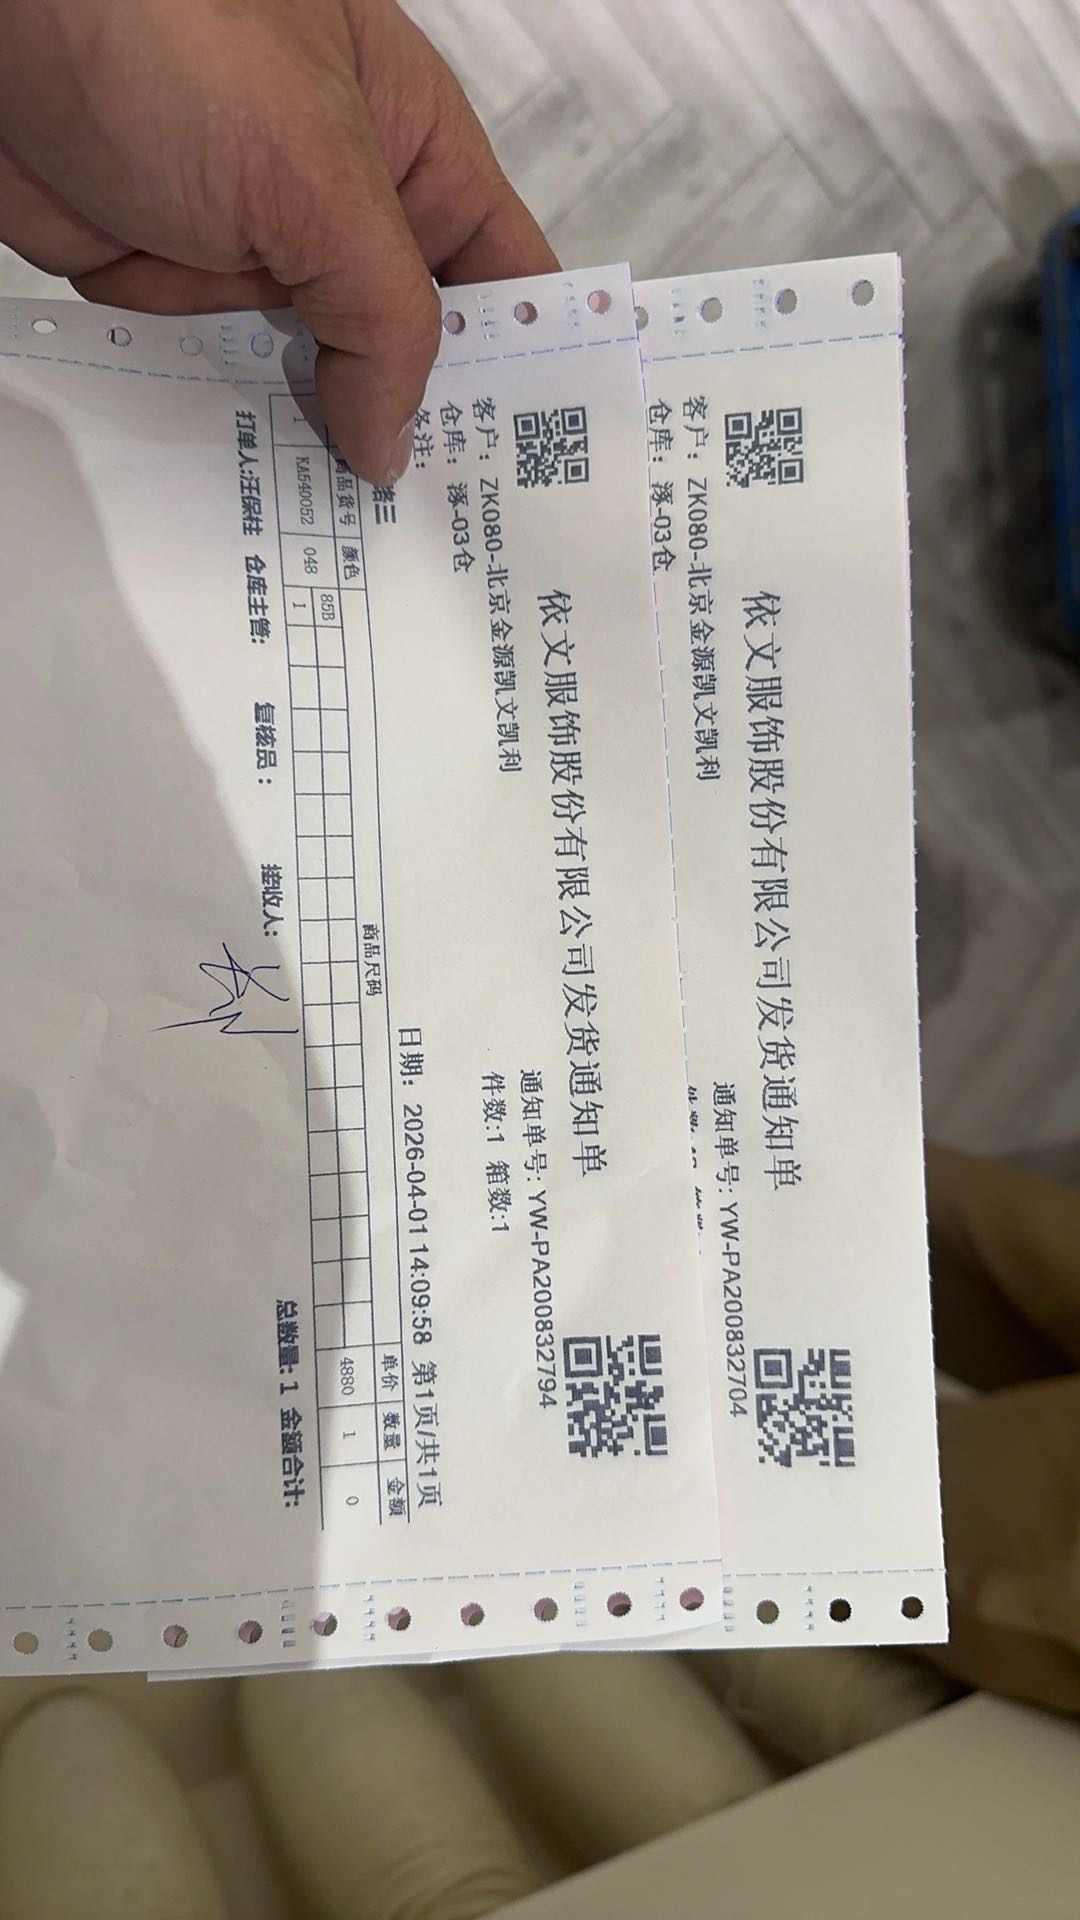 依文服饰股份有限公司发货通知单
通知单号: YW-PA200832704
客户: ZK080-北京金源凯文凯利
仓库: 涿-03仓
依文服饰股份有限公司发货通知单
通知单号: YW-PA200832794
客户: ZK080-北京金源凯文凯利
件数:1 箱数:1
仓库: 涿-03仓
备注:
日期: 2026-04-01 14:09:58 第1页/共1页
商品货号 颜色 商品尺码 单价 数量 金额
85B
1 KA540052 048 1 4880 1 0
打单人:汪保柱 仓库主管: 复核员: 接收人: 总数量: 1 金额合计: